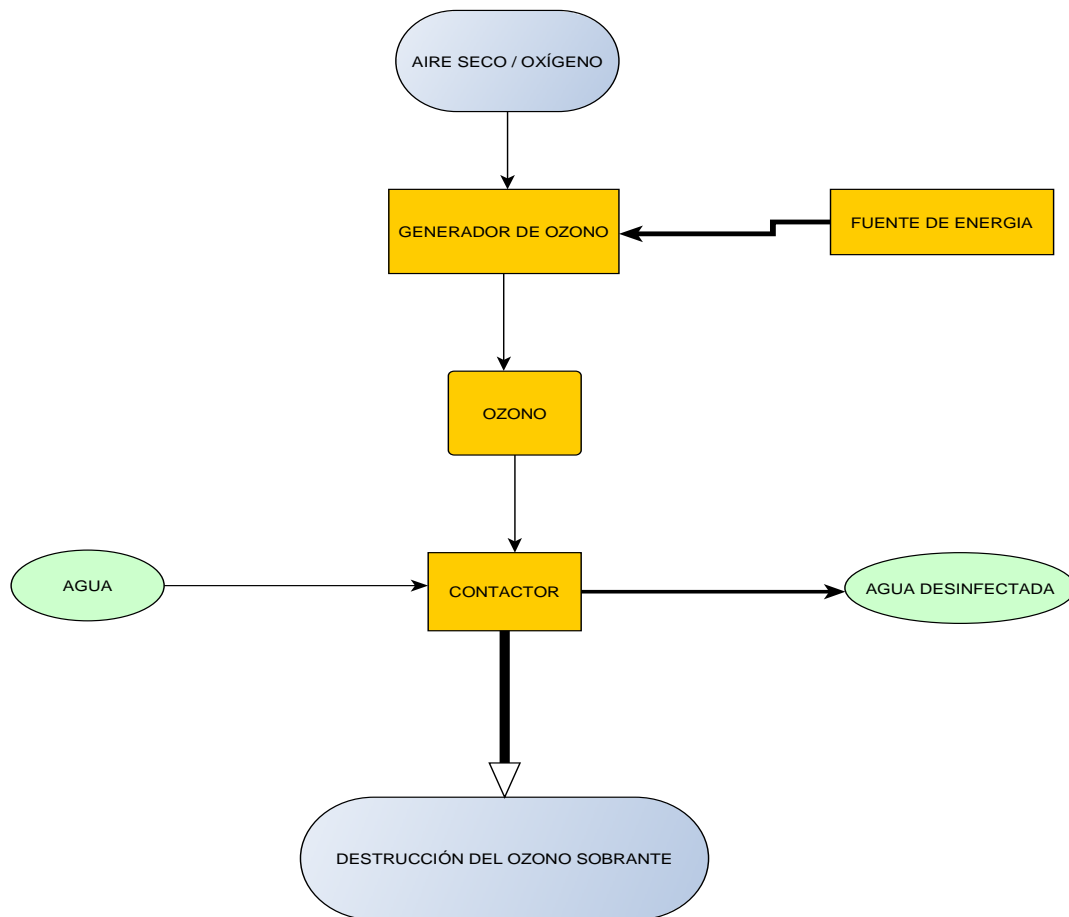 AIRE SECO / OXÍGENO
GENERADOR DE OZONO
FUENTE DE ENERGIA
OZONO
AGUA
CONTACTOR
AGUA DESINFECTADA
DESTRUCCIÓN DEL OZONO SOBRANTE